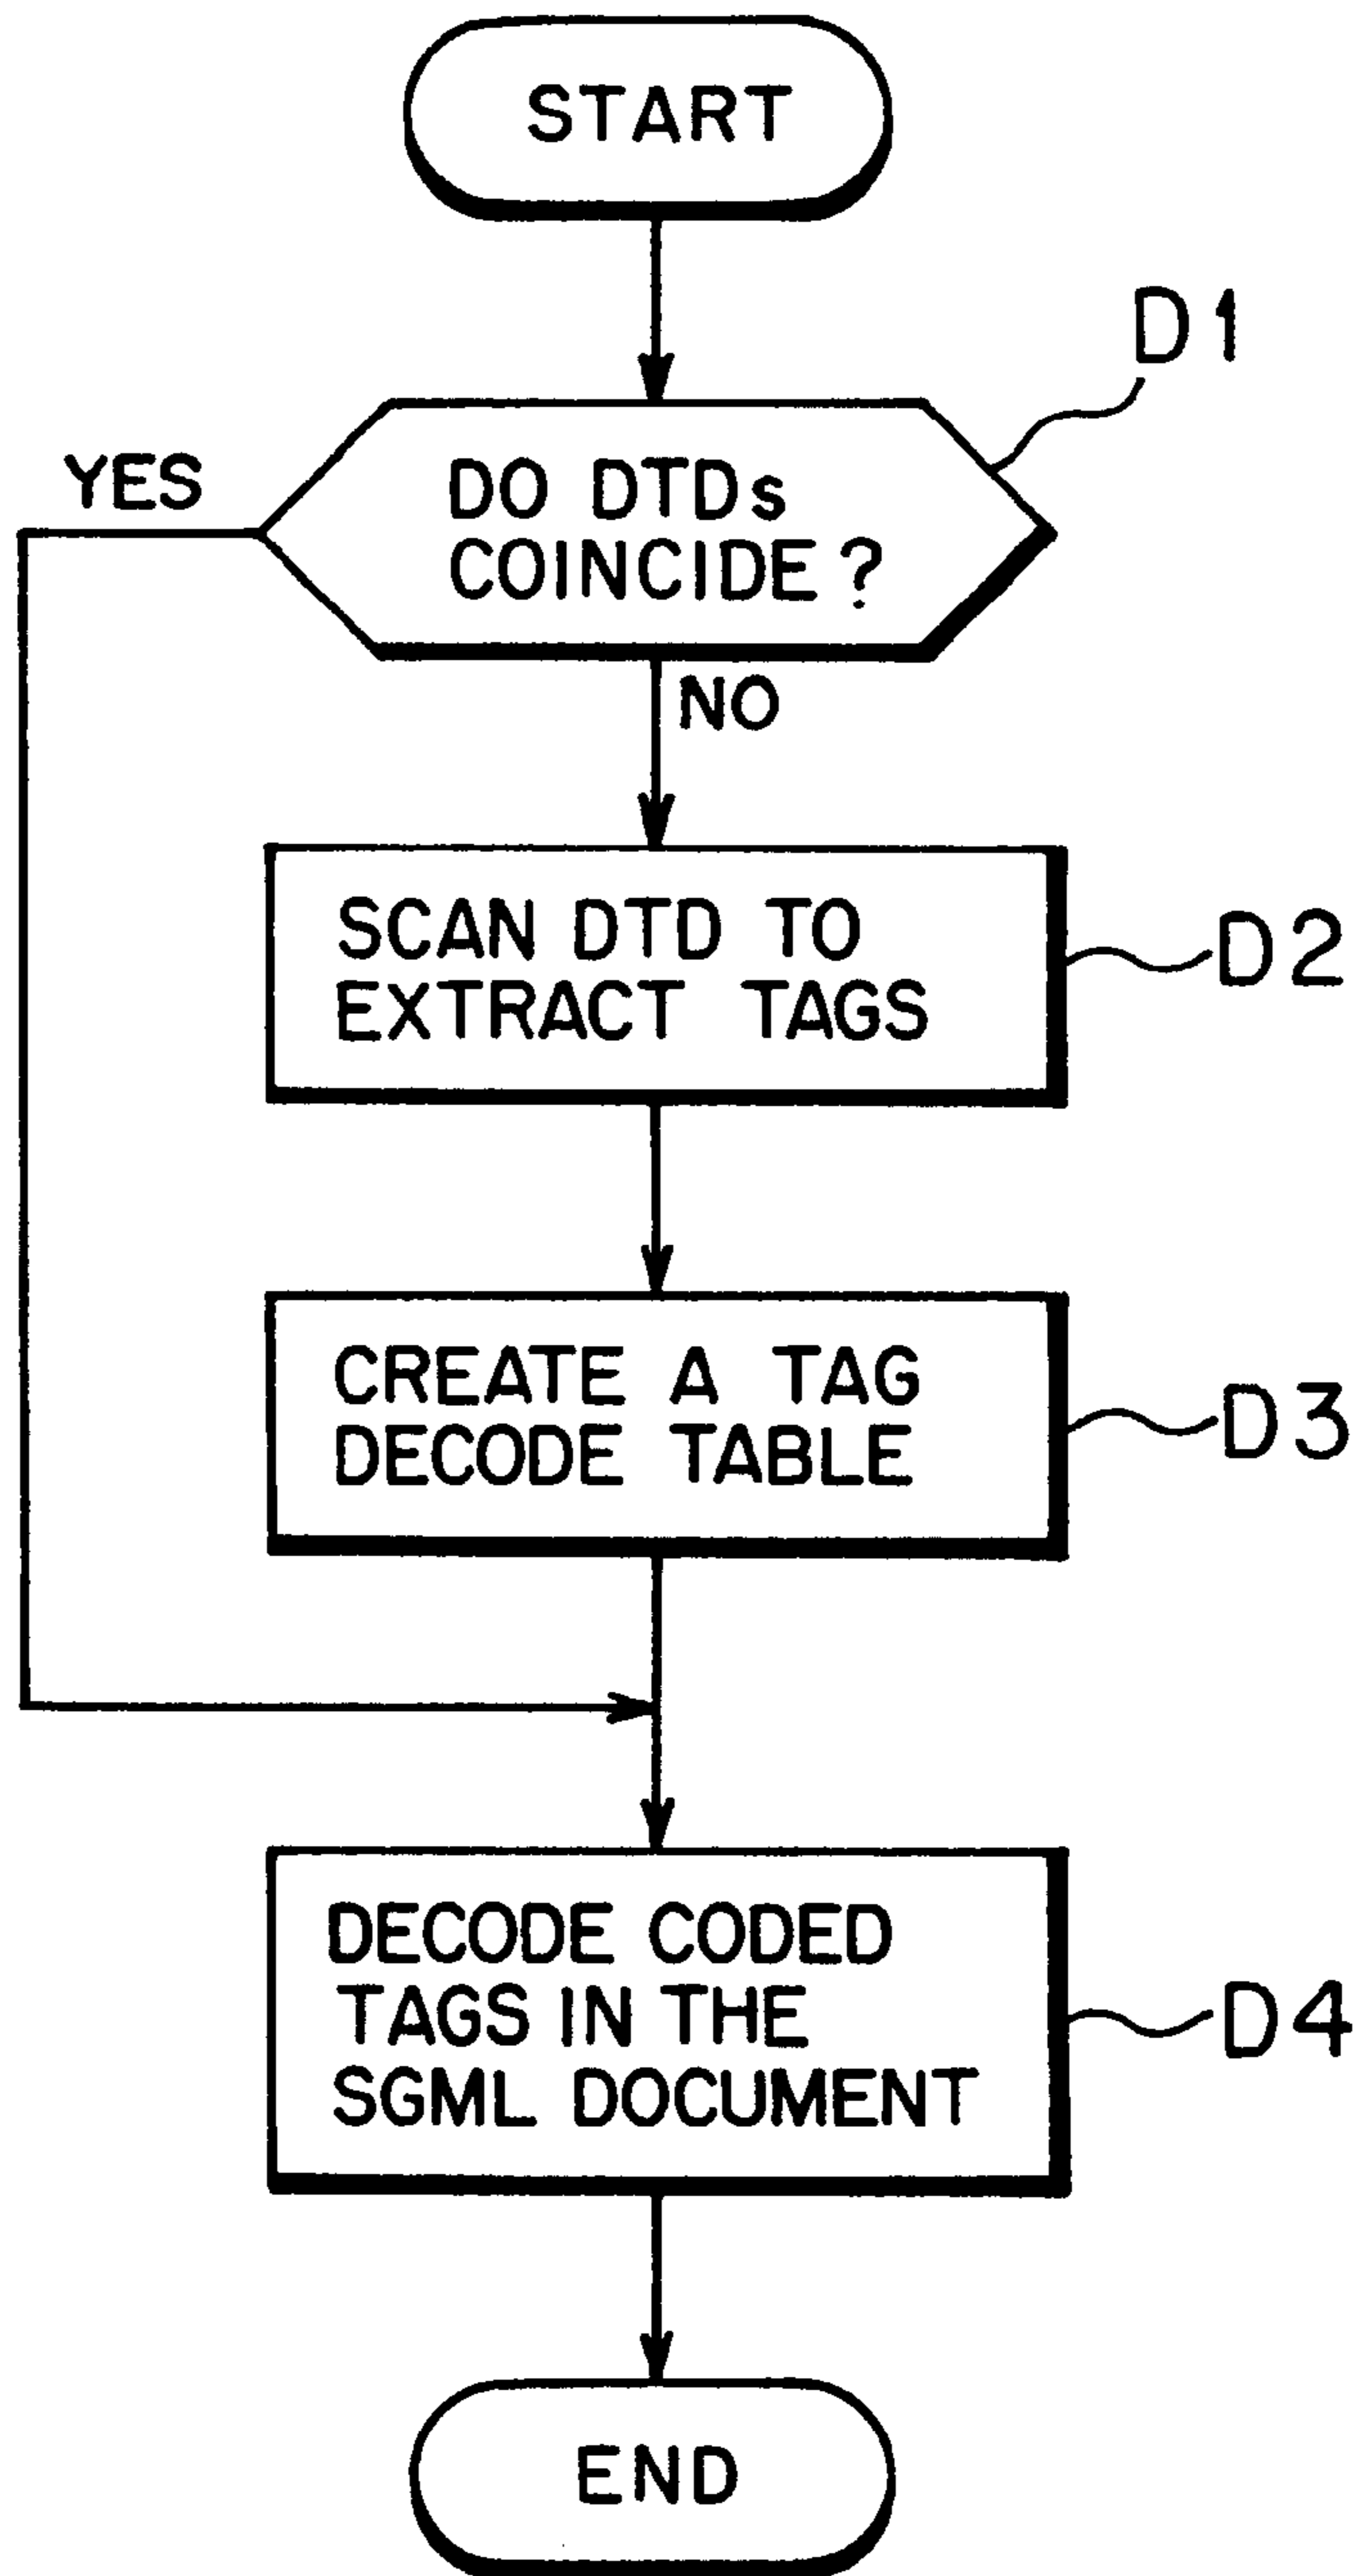 START
D1
YES
DO DTDs
COINCIDE?
NO
SCAN DTD TO
EXTRACT TAGS
D2
CREATE A TAG
DECODE TABLE
D3
DECODE CODED
TAGS IN THE
SGML DOCUMENT
D4
END